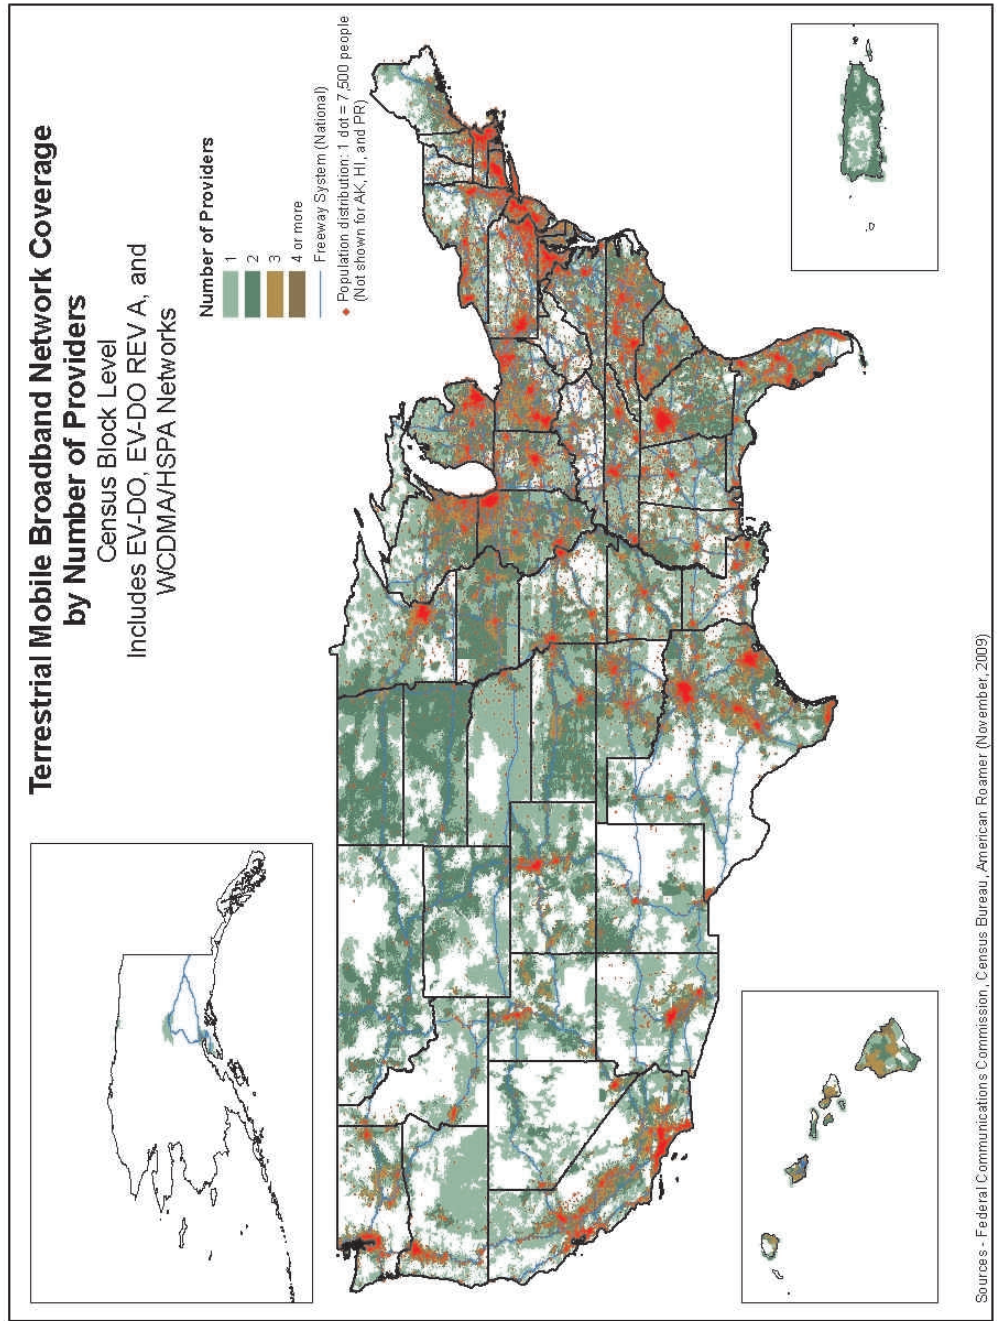 Terrestrial Mobile Broadband Network Coverage
by Number of Providers
Census Block Level
Includes EV-DO, EV-DO REV A, and
WCDMA/HSPA Networks
Number of Providers
1
2
3
4 or more
Freeway System (National)
Population distribution: 1 dot = 7,500 people
(Not shown for AK, HI, and PR)
Sources - Federal Communications Commission, Census Bureau, American Roamer (November, 2009)